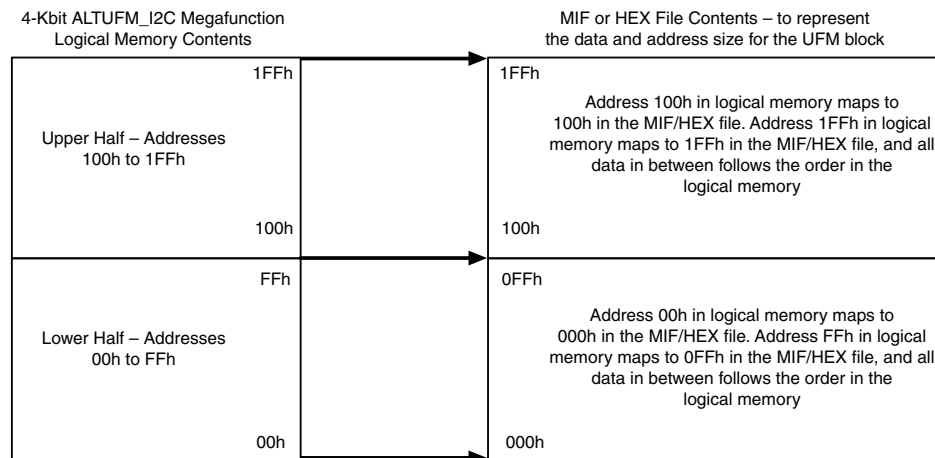 4-Kbit ALTUFM_I2C Megafunction
Logical Memory Contents
MIF or HEX File Contents – to represent
the data and address size for the UFM block
1FFh
1FFh
Upper Half – Addresses
100h to 1FFh
Address 100h in logical memory maps to
100h in the MIF/HEX file. Address 1FFh in logical
memory maps to 1FFh in the MIF/HEX file, and all
data in between follows the order in the
logical memory
100h
100h
FFh
0FFh
Lower Half – Addresses
00h to FFh
Address 00h in logical memory maps to
000h in the MIF/HEX file. Address FFh in logical
memory maps to 0FFh in the MIF/HEX file, and all
data in between follows the order in the
logical memory
00h
000h